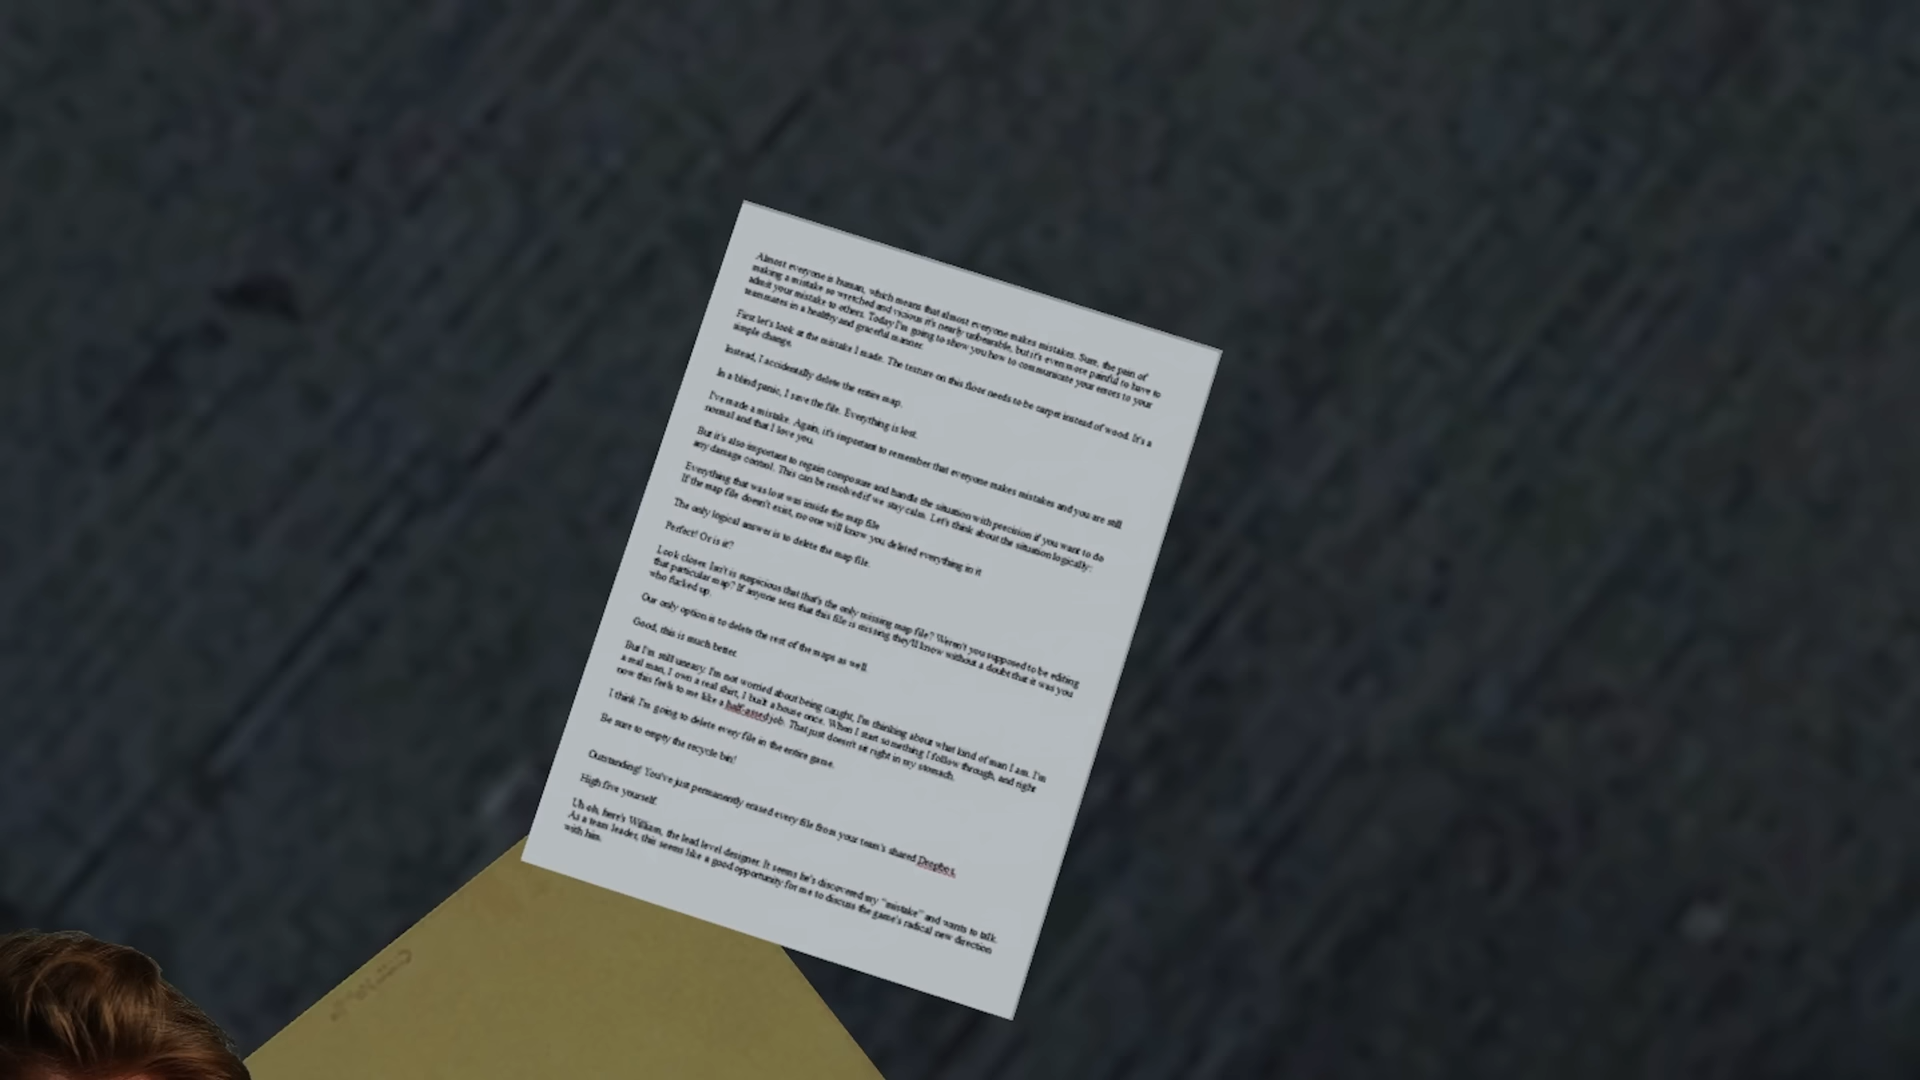 Almost everyone is human, which means that almost everyone makes mistakes. Sure, the pain of
making a mistake so wretched and vicious it's nearly unbearable, but it's even more painful to have to
admit your mistake to others. Today I'm going to show you how to communicate your errors to your
teammates in a healthy and graceful manner.
First let's look at the mistake I made. The texture on this floor needs to be carpet instead of wood. It's a
simple change.
Instead, I accidentally delete the entire map.
In a blind panic, I save the file. Everything is lost.
I've made a mistake. Again, it's important to remember that everyone makes mistakes and you are still
normal and that I love you.
But it's also important to regain composure and handle the situation with precision if you want to do
any damage control. This can be resolved if we stay calm. Let's think about the situation logically:
Everything that was lost was inside the map file
If the map file doesn't exist, no one will know you deleted everything in it
The only logical answer is to delete the map file.
Perfect! Or is it?
Look closer. Isn't is suspicious that that's the only missing map file? Weren't you supposed to be editing
that particular map? If anyone sees that this file is missing they'll know without a doubt that it was you
who fucked up.
Our only option is to delete the rest of the maps as well.
Good, this is much better.
But I'm still uneasy. I'm not worried about being caught, I'm thinking about what kind of man I am. I'm
a real man, I own a real shirt, I built a house once. When I start something I follow through, and right
now this feels to me like a half-assed job. That just doesn't sit right in my stomach.
I think I'm going to delete every file in the entire game.
Be sure to empty the recycle bin!
Outstanding! You've just permanently erased every file from your team's shared Dropbox.
High five yourself.
Uh oh, here's William, the lead level designer. It seems he's discovered my "mistake" and wants to talk.
As a team leader, this seems like a good opportunity for me to discuss the game's radical new direction
with him.